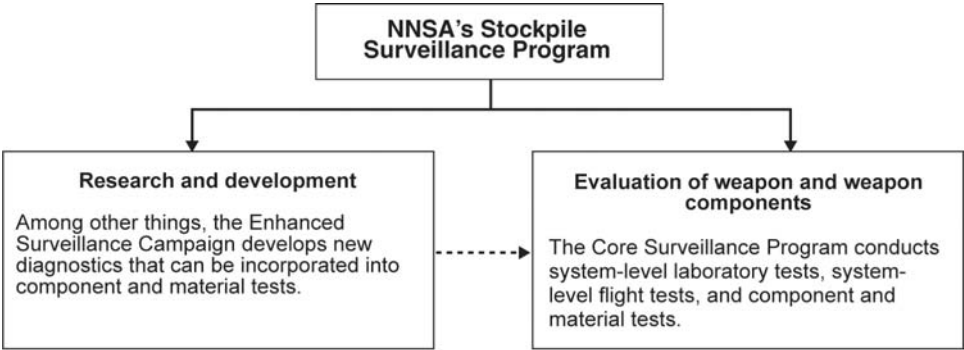 NNSA's Stockpile
Surveillance Program
Research and development
Among other things, the Enhanced
Surveillance Campaign develops new
diagnostics that can be incorporated into
component and material tests.
Evaluation of weapon and weapon
components
The Core Surveillance Program conducts
system-level laboratory tests, system-
level flight tests, and component and
material tests.